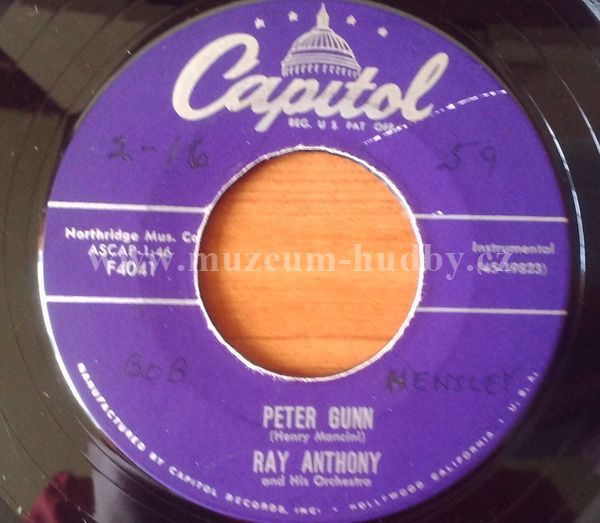 Capitol
REG. U.S. PAT. OFF.
2-16 59
Northridge Mus. Co
ASCAP-1:46
F4041
Instrumental
(45-19823)
www.muzeum-hudby.cz
BOB HENSLEY
PETER GUNN
(Henry Mancini)
RAY ANTHONY
and His Orchestra
MANUFACTURED BY CAPITOL RECORDS, INC. • HOLLYWOOD, CALIFORNIA, U.S.A.